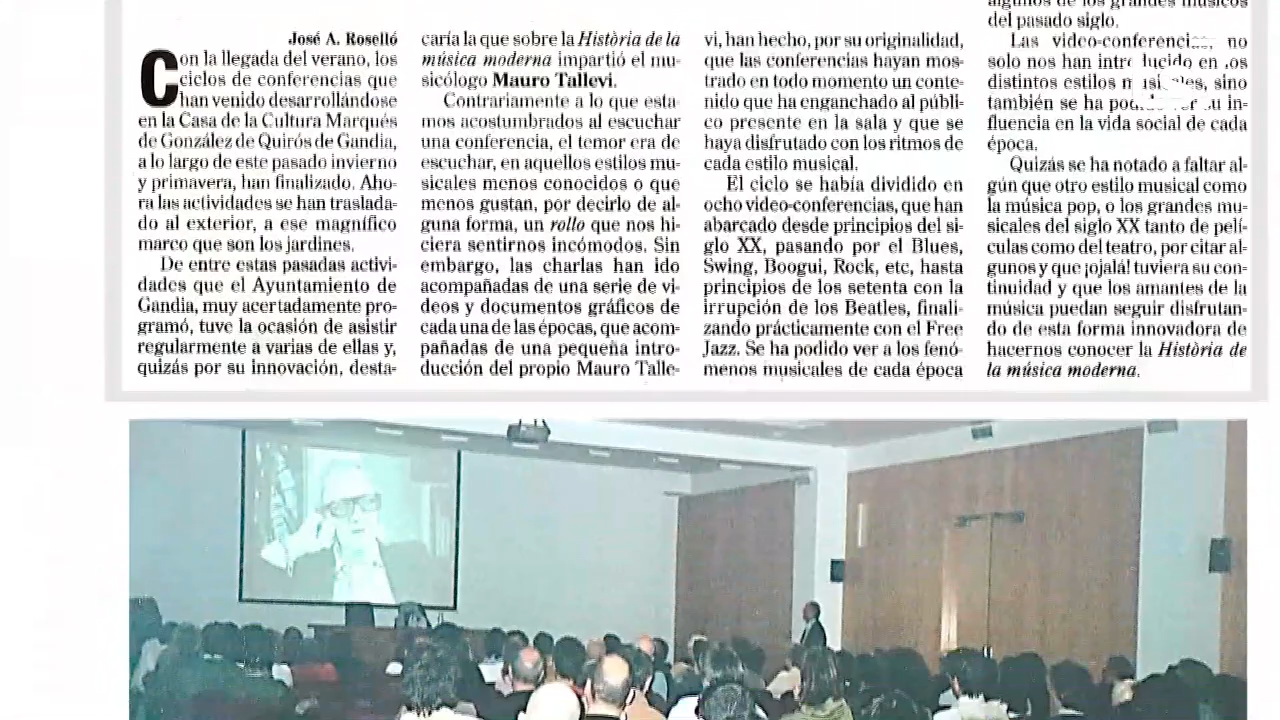 José A. Roselló
Con la llegada del verano, los
ciclos de conferencias que
han venido desarrollándose
en la Casa de la Cultura Marqués
de González de Quirós de Gandia,
a lo largo de este pasado invierno
y primavera, han finalizado. Aho-
ra las actividades se han traslada-
do al exterior, a ese magnífico
marco que son los jardines.
De entre estas pasadas activi-
dades que el Ayuntamiento de
Gandia, muy acertadamente pro-
gramó, tuve la ocasión de asistir
regularmente a varias de ellas y,
quizás por su innovación, desta-
caría la que sobre la Història de la
música moderna impartió el mu-
sicólogo Mauro Tallevi.
Contrariamente a lo que esta-
mos acostumbrados al escuchar
una conferencia, el temor era de
escuchar, en aquellos estilos mu-
sicales menos conocidos o que
menos gustan, por decirlo de al-
guna forma, un rollo que nos hi-
ciera sentirnos incómodos. Sin
embargo, las charlas han ido
acompañadas de una serie de vi-
deos y documentos gráficos de
cada una de las épocas, que acom-
pañadas de una pequeña intro-
ducción del propio Mauro Talle-
vi, han hecho, por su originalidad,
que las conferencias hayan mos-
trado en todo momento un conte-
nido que ha enganchado al públi-
co presente en la sala y que se
haya disfrutado con los ritmos de
cada estilo musical.
El ciclo se había dividido en
ocho video-conferencias, que han
abarcado desde principios del si-
glo XX, pasando por el Blues,
Swing, Boogui, Rock, etc, hasta
principios de los setenta con la
irrupción de los Beatles, finali-
zando prácticamente con el Free
Jazz. Se ha podido ver a los fenó-
menos musicales de cada época
algunos de los grandes músicos
del pasado siglo.
Las video-conferencias, no
solo nos han introducido en los
distintos estilos musicales, sino
también se ha podido ver su in-
fluencia en la vida social de cada
época.
Quizás se ha notado a faltar al-
gún que otro estilo musical como
la música pop, o los grandes mu-
sicales del siglo XX tanto de pelí-
culas como del teatro, por citar al-
gunos y que ¡ojalá! tuviera su con-
tinuidad y que los amantes de la
música puedan seguir disfrutan-
do de esta forma innovadora de
hacernos conocer la Història de
la música moderna.